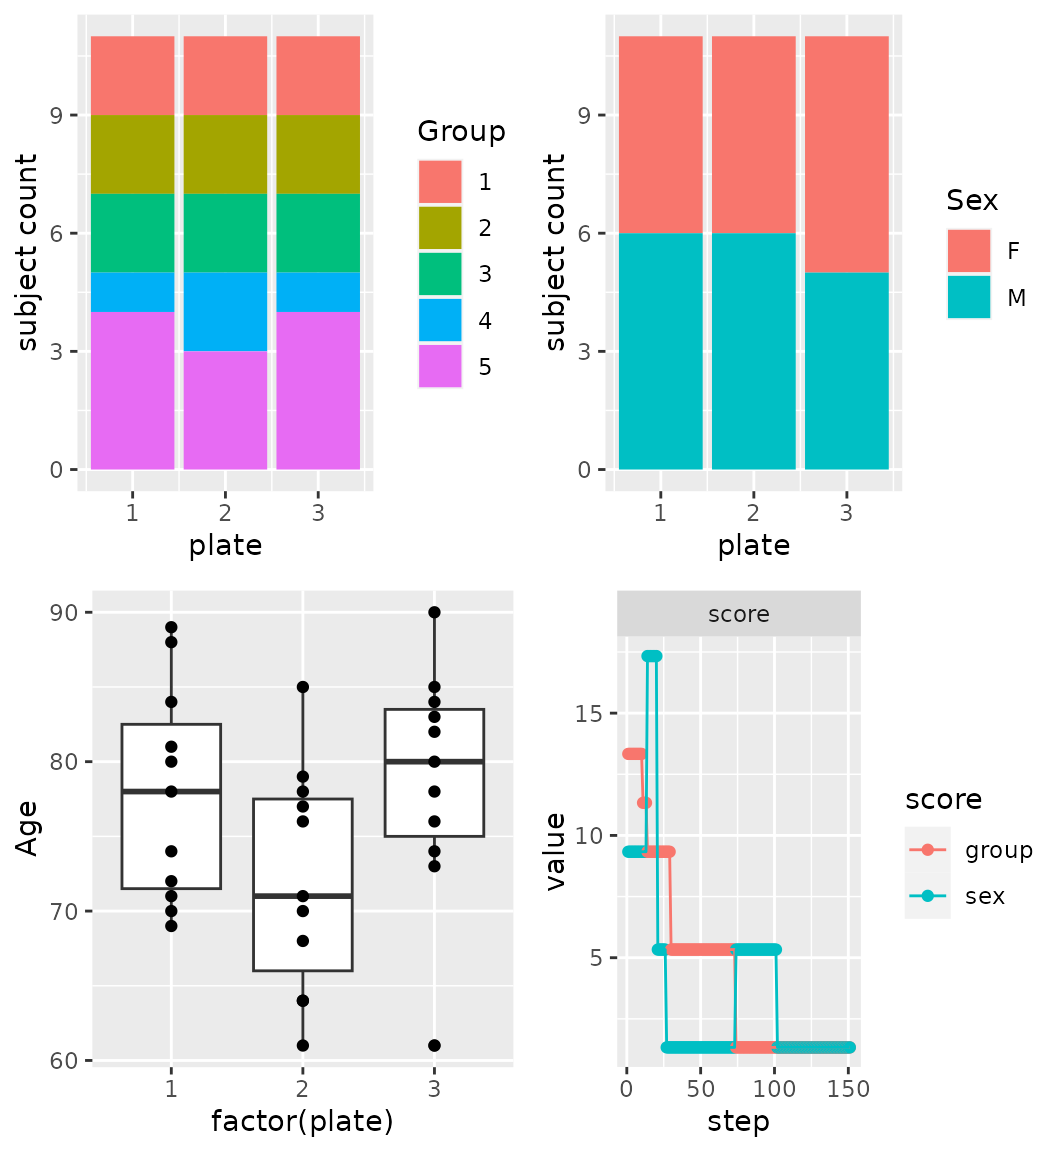 subject count
9
6
3
0
1 2 3
plate
Group
1
2
3
4
5
subject count
9
6
3
0
1 2 3
plate
Sex
F
M
Age
90
80
70
60
1 2 3
factor(plate)
score
value
15
10
5
0 50 100 150
step
score
group
sex